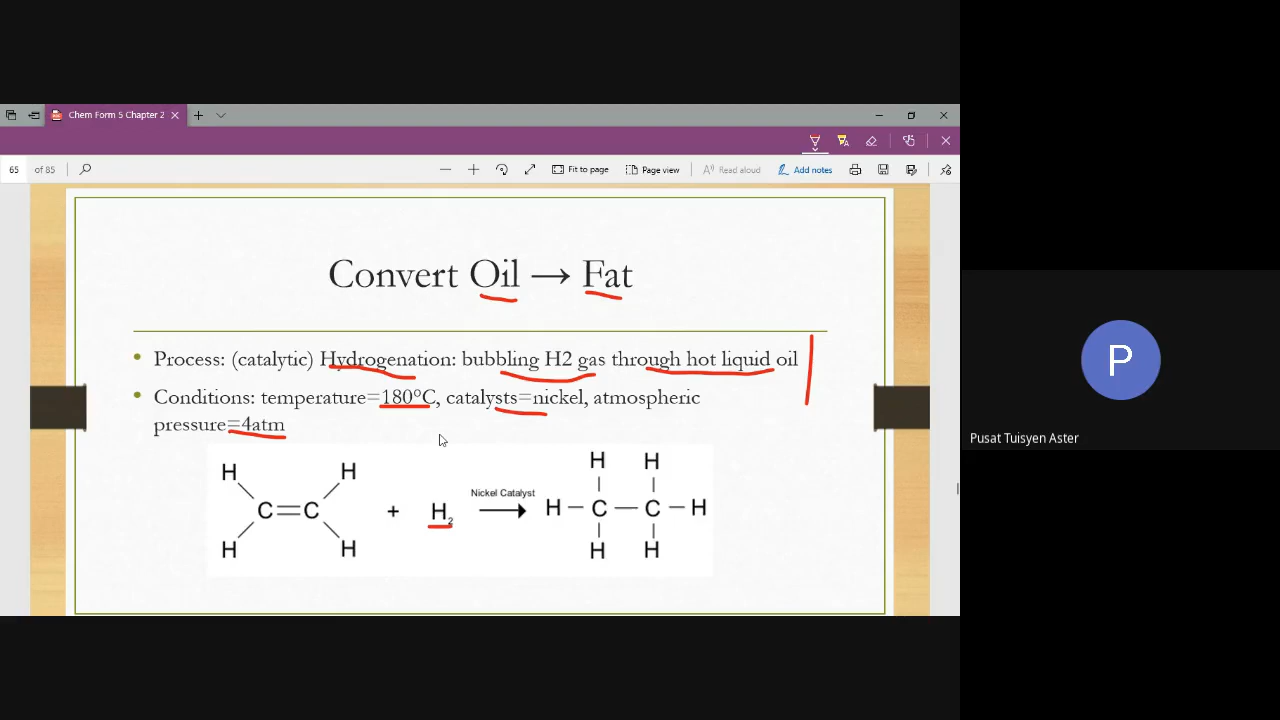 Chem Form 5 Chapter 2
65 of 85
Fit to page
Page view
Read aloud
Add notes
Convert Oil → Fat
• Process: (catalytic) Hydrogenation: bubbling H2 gas through hot liquid oil
• Conditions: temperature=180°C, catalysts=nickel, atmospheric
pressure=4atm
H H
C=C
H H
+ H₂
Nickel Catalyst
H H
H – C – C – H
H H
P
Pusat Tuisyen Aster